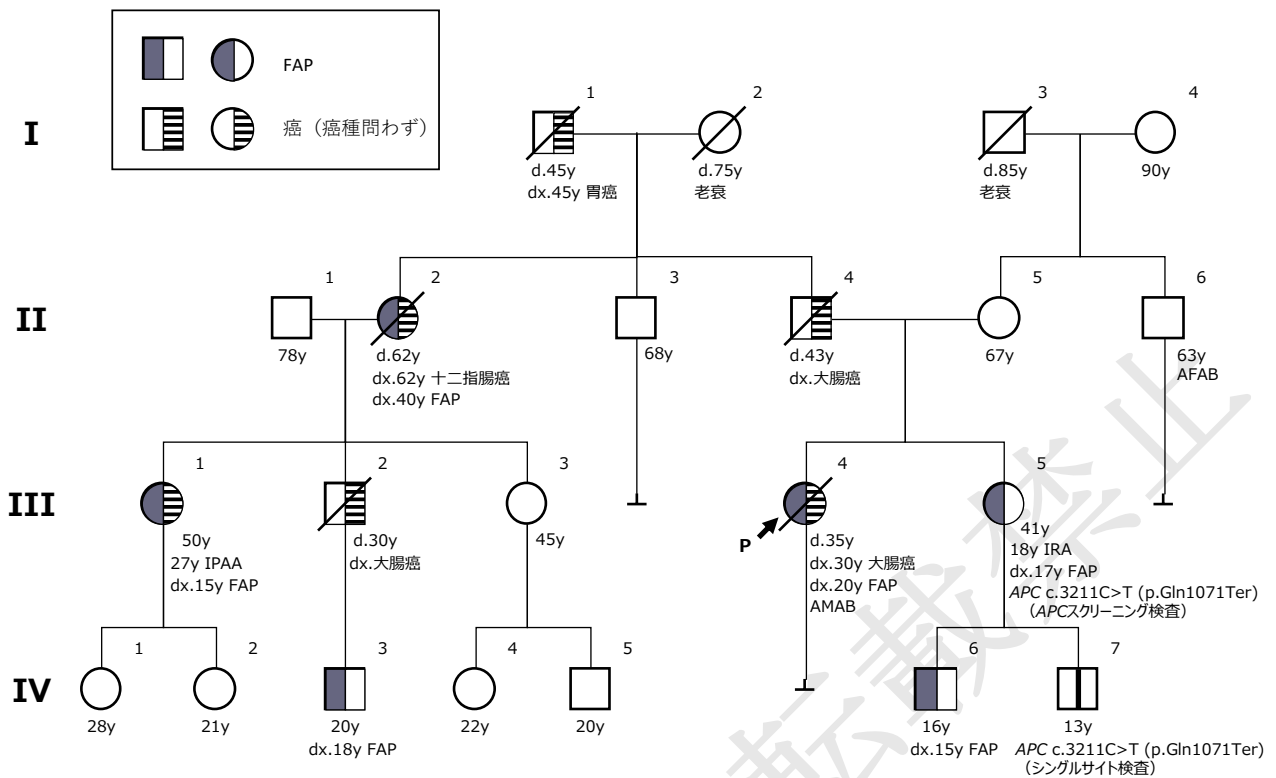 FAP
癌（癌種問わず）
I
1
2
3
4
d.45y
dx.45y 胃癌
d.75y
老衰
d.85y
老衰
90y
II
1
2
3
4
5
6
78y
d.62y
dx.62y 十二指腸癌
dx.40y FAP
68y
d.43y
dx.大腸癌
67y
63y
AFAB
III
1
2
3
4
5
50y
27y IPAA
dx.15y FAP
d.30y
dx.大腸癌
45y
P
d.35y
dx.30y 大腸癌
dx.20y FAP
AMAB
41y
18y IRA
dx.17y FAP
APC c.3211C>T (p.Gln1071Ter)
（APCスクリーニング検査）
IV
1
2
3
4
5
6
7
28y
21y
20y
dx.18y FAP
22y
20y
16y
dx.15y FAP
13y
APC c.3211C>T (p.Gln1071Ter)
（シングルサイト検査）
転載禁止